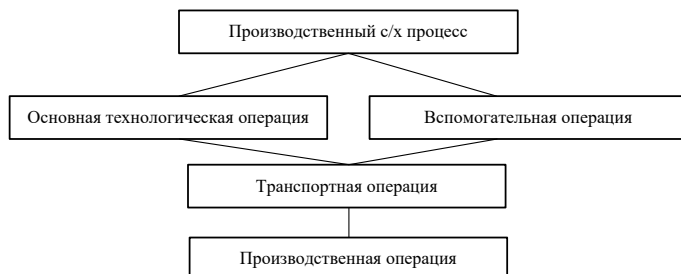 Производственный с/х процесс
Основная технологическая операция
Вспомогательная операция
Транспортная операция
Производственная операция